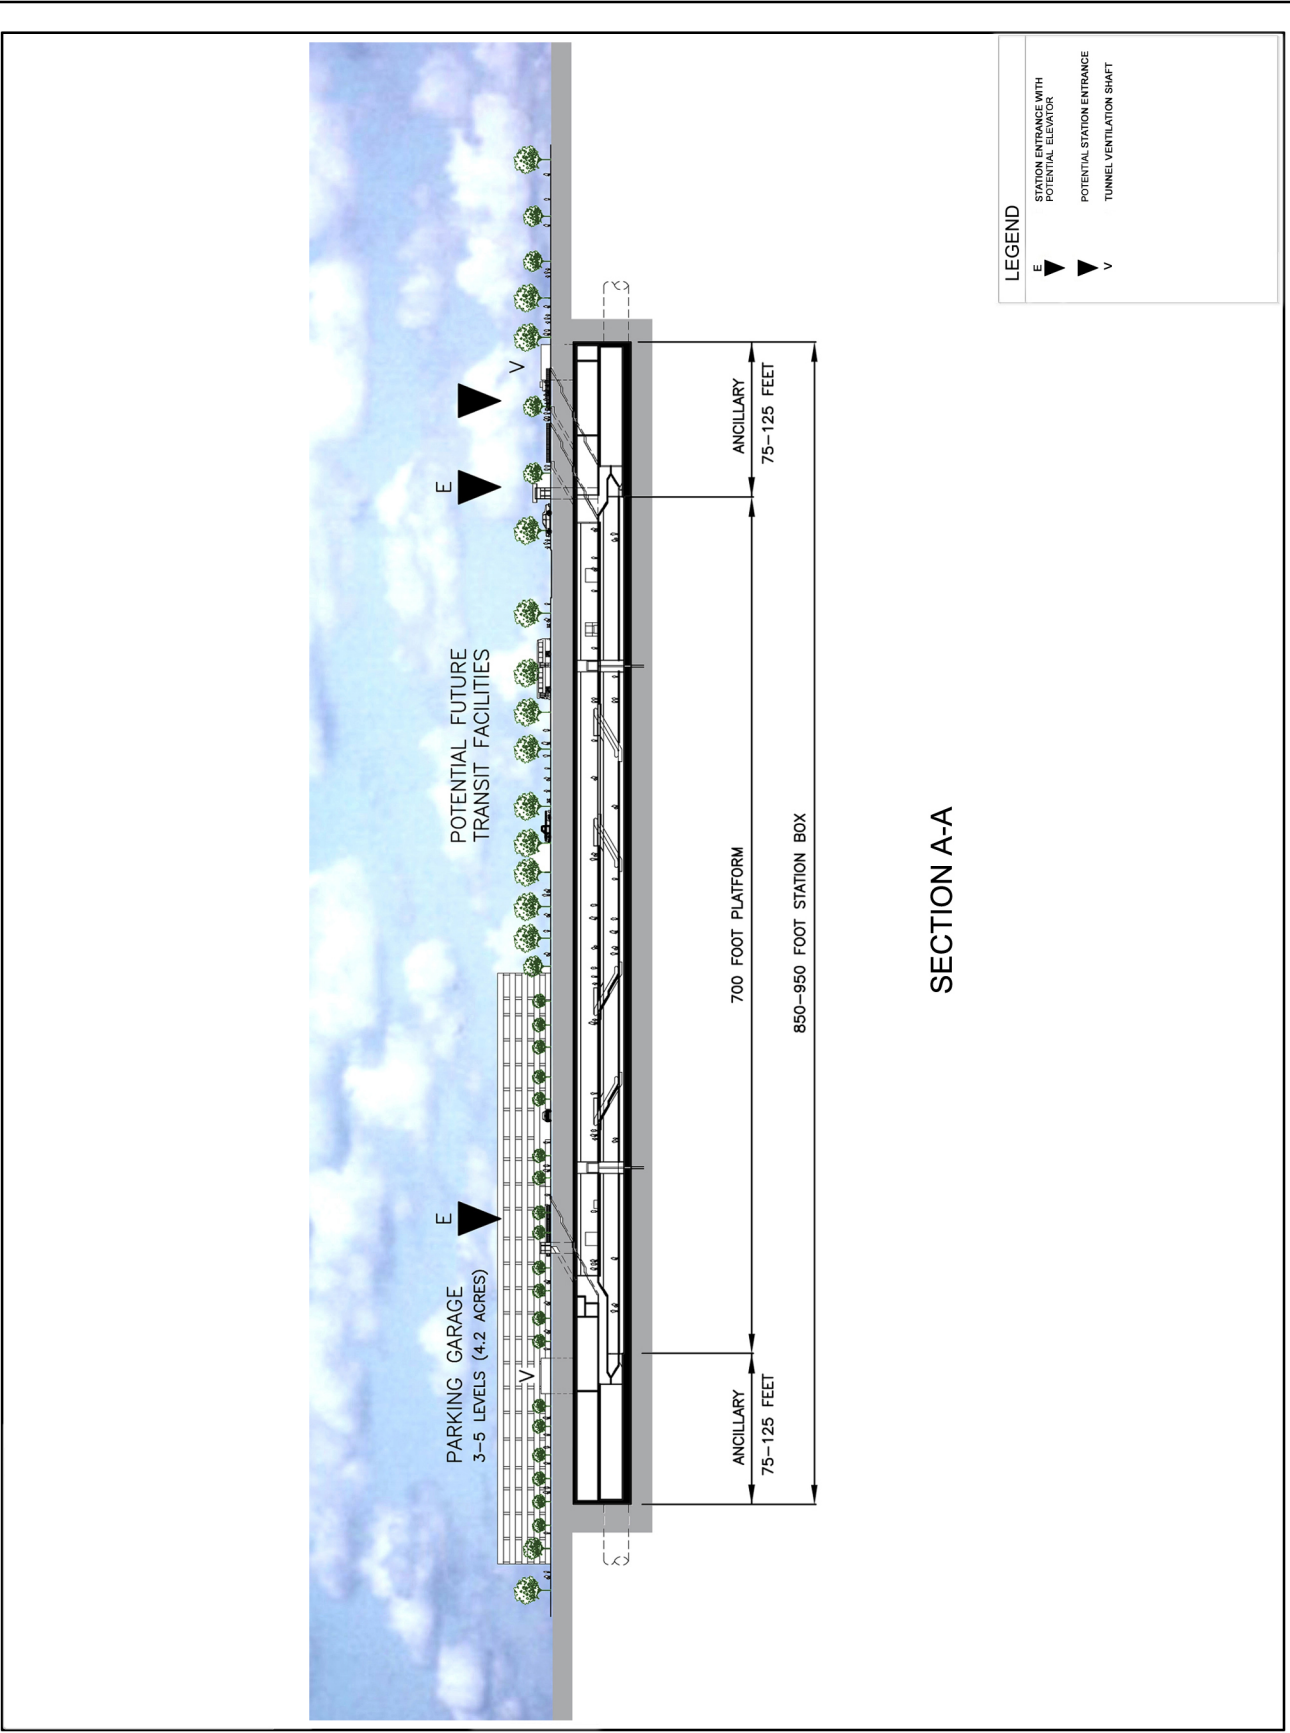 PARKING GARAGE
3-5 LEVELS (4.2 ACRES)
V
E
POTENTIAL FUTURE
TRANSIT FACILITIES
E
V
ANCILLARY
75-125 FEET
700 FOOT PLATFORM
ANCILLARY
75-125 FEET
850-950 FOOT STATION BOX
SECTION A-A
LEGEND
E
STATION ENTRANCE WITH
POTENTIAL ELEVATOR
POTENTIAL STATION ENTRANCE
V
TUNNEL VENTILATION SHAFT